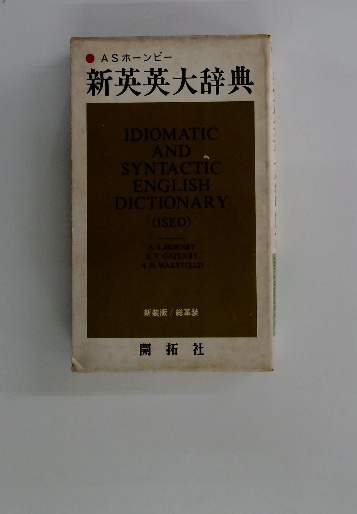 ASホーンビー
新英英大辞典
IDIOMATIC
AND
SYNTACTIC
ENGLISH
DICTIONARY
(ISED)
A. S. HORNBY
E. V. GATENBY
A. H. WAKEFIELD
新装版/総革装
開拓社